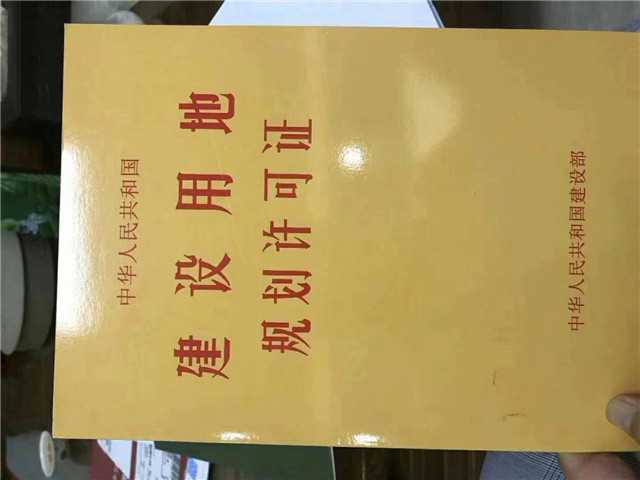 中华人民共和国
建设用地
规划许可证
中华人民共和国建设部